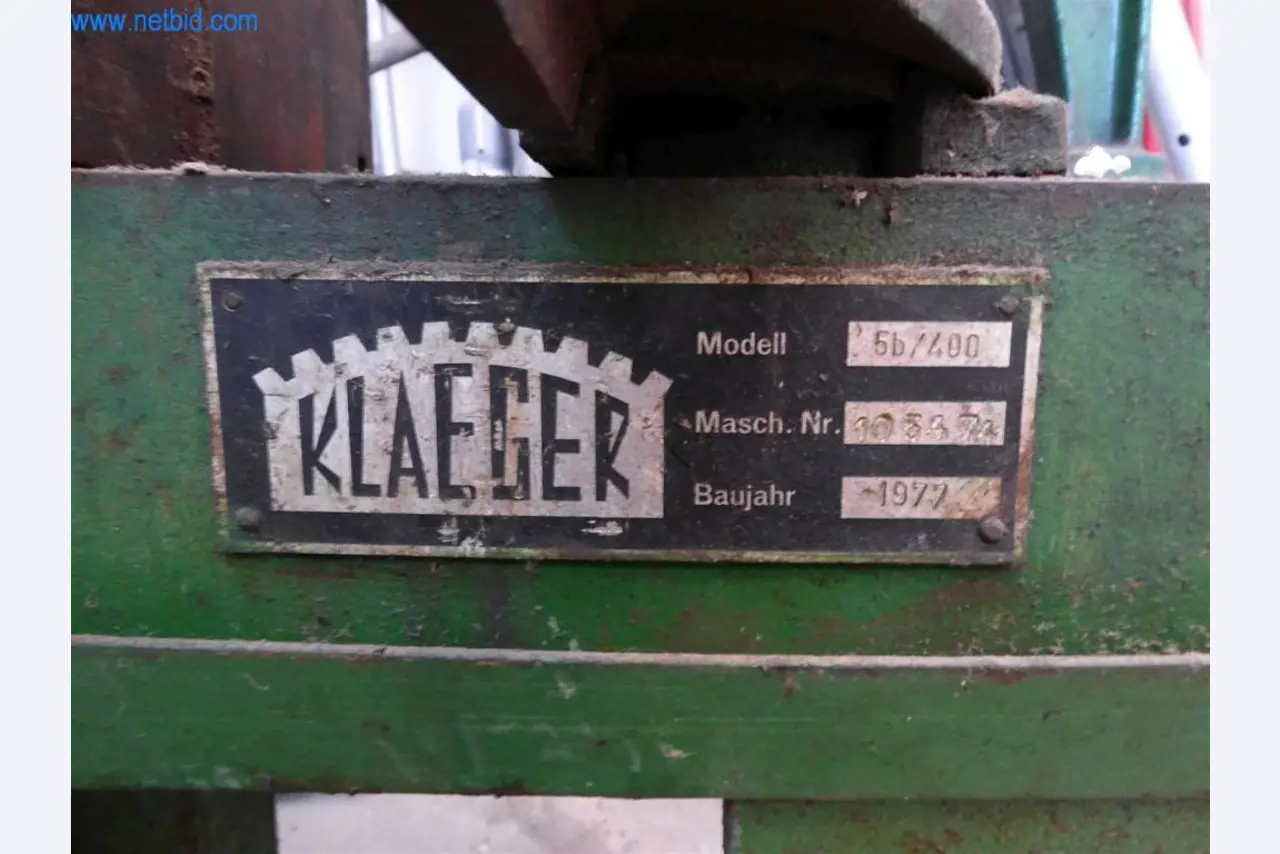 www.netbid.com
KLAEGER
Modell 5b/400
Masch. Nr.
Baujahr 1977